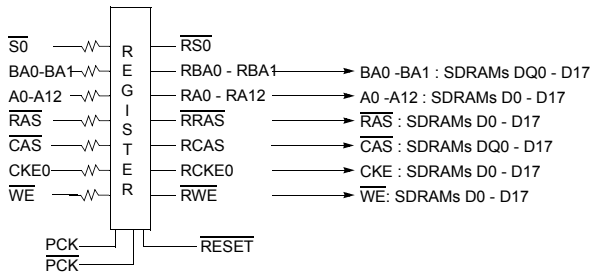 S0 REGISTER RS0
BA0-BA1 RBA0 - RBA1 BA0 -BA1 : SDRAMs DQ0 - D17
A0-A12 RA0 - RA12 A0 -A12 : SDRAMs D0 - D17
RAS RRAS RAS : SDRAMs D0 - D17
CAS RCAS CAS : SDRAMs DQ0 - D17
CKE0 RCKE0 CKE : SDRAMs D0 - D17
WE RWE WE: SDRAMs D0 - D17
PCK RESET
PCK